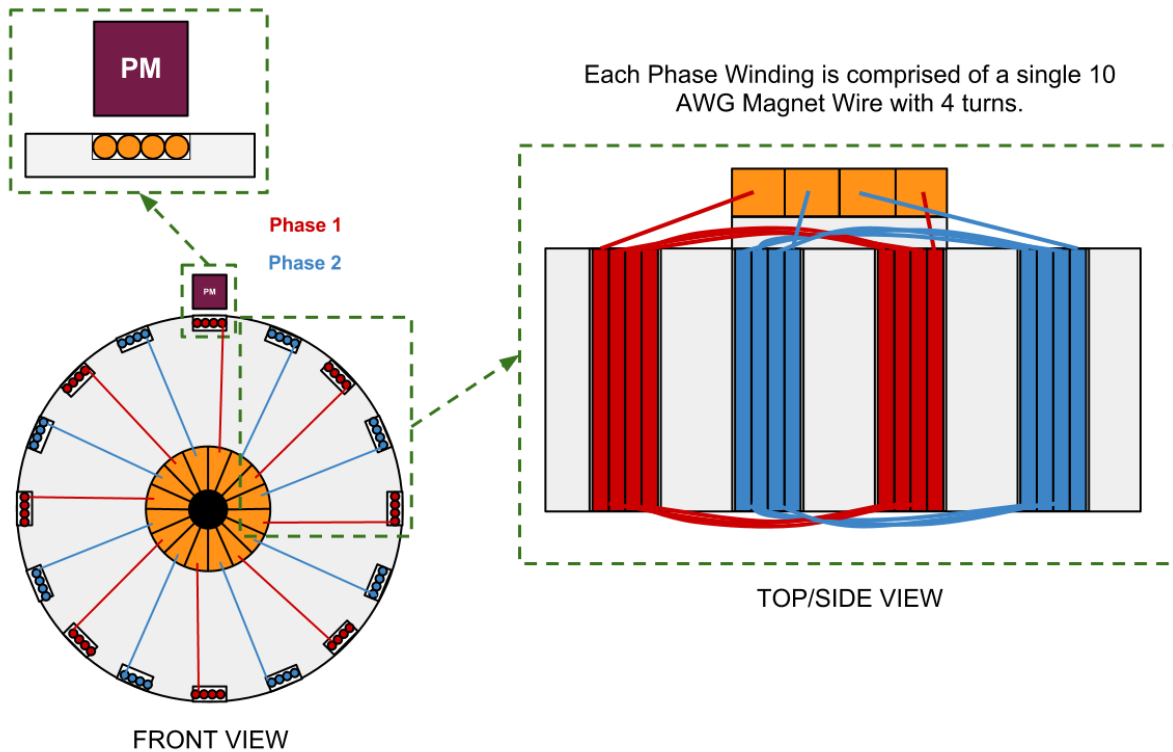 PM
Each Phase Winding is comprised of a single 10
AWG Magnet Wire with 4 turns.
Phase 1
Phase 2
PM
TOP/SIDE VIEW
FRONT VIEW